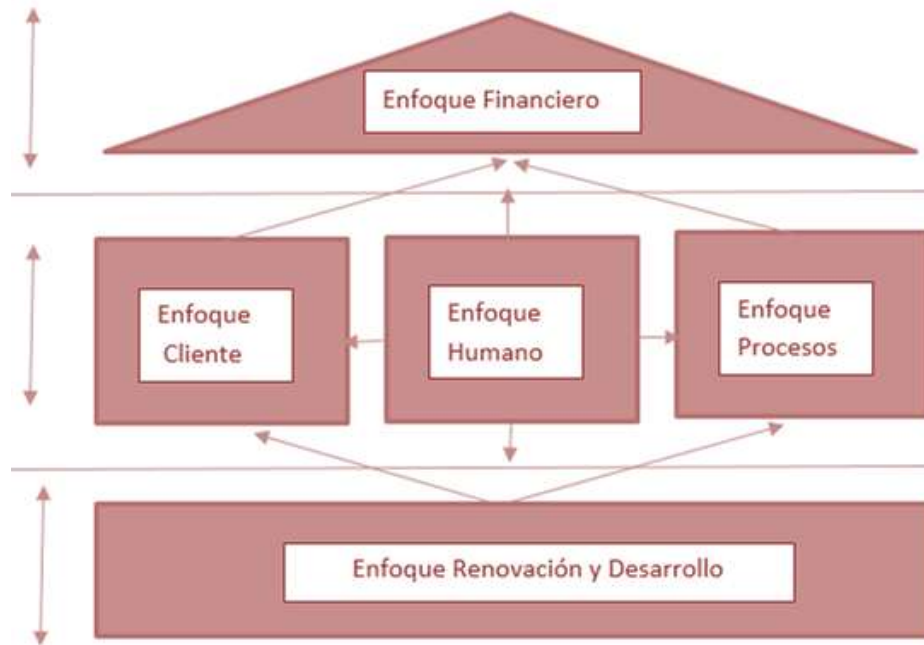 Enfoque Financiero
Enfoque
Cliente
Enfoque
Humano
Enfoque
Procesos
Enfoque Renovación y Desarrollo